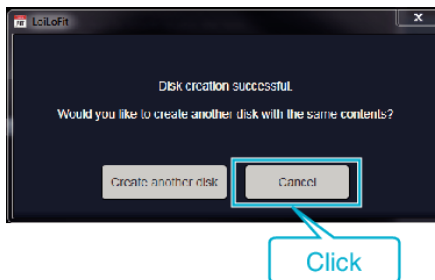 LoiLoFit
x
Disk creation successful.
Would you like to create another disk with the same contents?
Create another disk
Cancel
Click